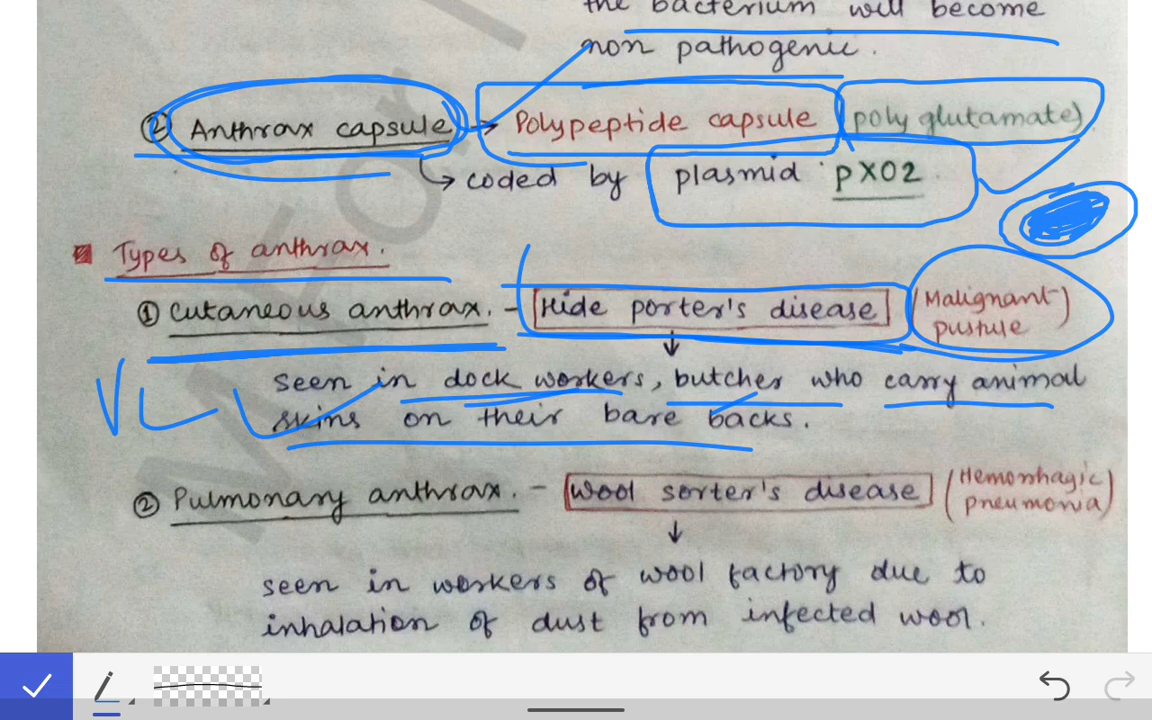 the bacterium will become
non pathogenic.
② Anthrax capsule → Polypeptide capsule (poly glutamate)
↳ coded by plasmid pXO2
Types of anthrax.
① Cutaneous anthrax. - Hide porter's disease (Malignant pustule)
↓
seen in dock workers, butcher who carry animal
skins on their bare backs.
② Pulmonary anthrax. - Wool sorter's disease (Hemorrhagic pneumonia)
↓
seen in workers of wool factory due to
inhalation of dust from infected wool.